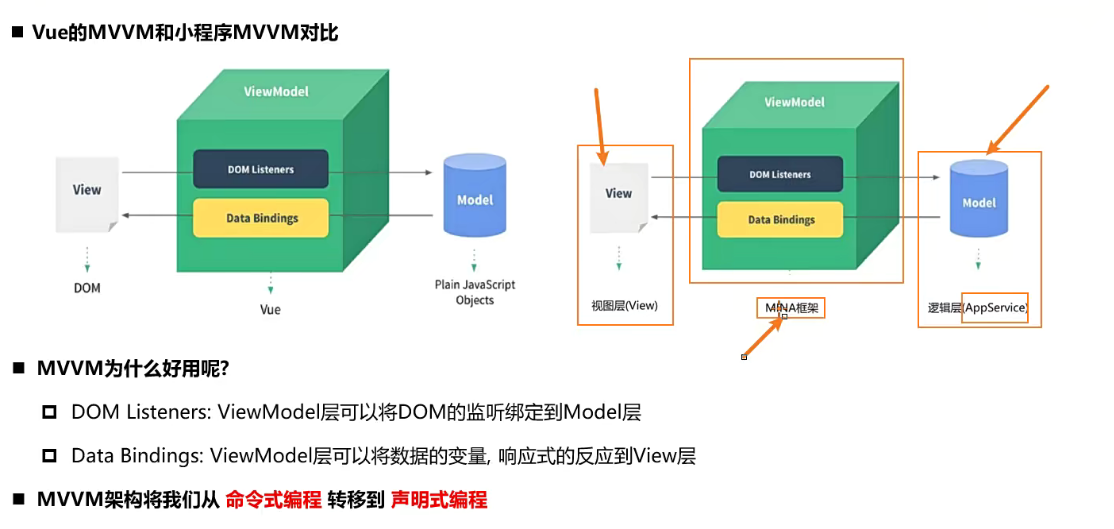 Vue的MVVM和小程序MVVM对比
ViewModel
DOM Listeners
Data Bindings
View
Model
DOM
Vue
Plain JavaScript
Objects
ViewModel
DOM Listeners
Data Bindings
View
Model
视图层(View)
MINA框架
逻辑层(AppService)
MVVM为什么好用呢?
DOM Listeners: ViewModel层可以将DOM的监听绑定到Model层
Data Bindings: ViewModel层可以将数据的变量, 响应式的反应到View层
MVVM架构将我们从 命令式编程 转移到 声明式编程